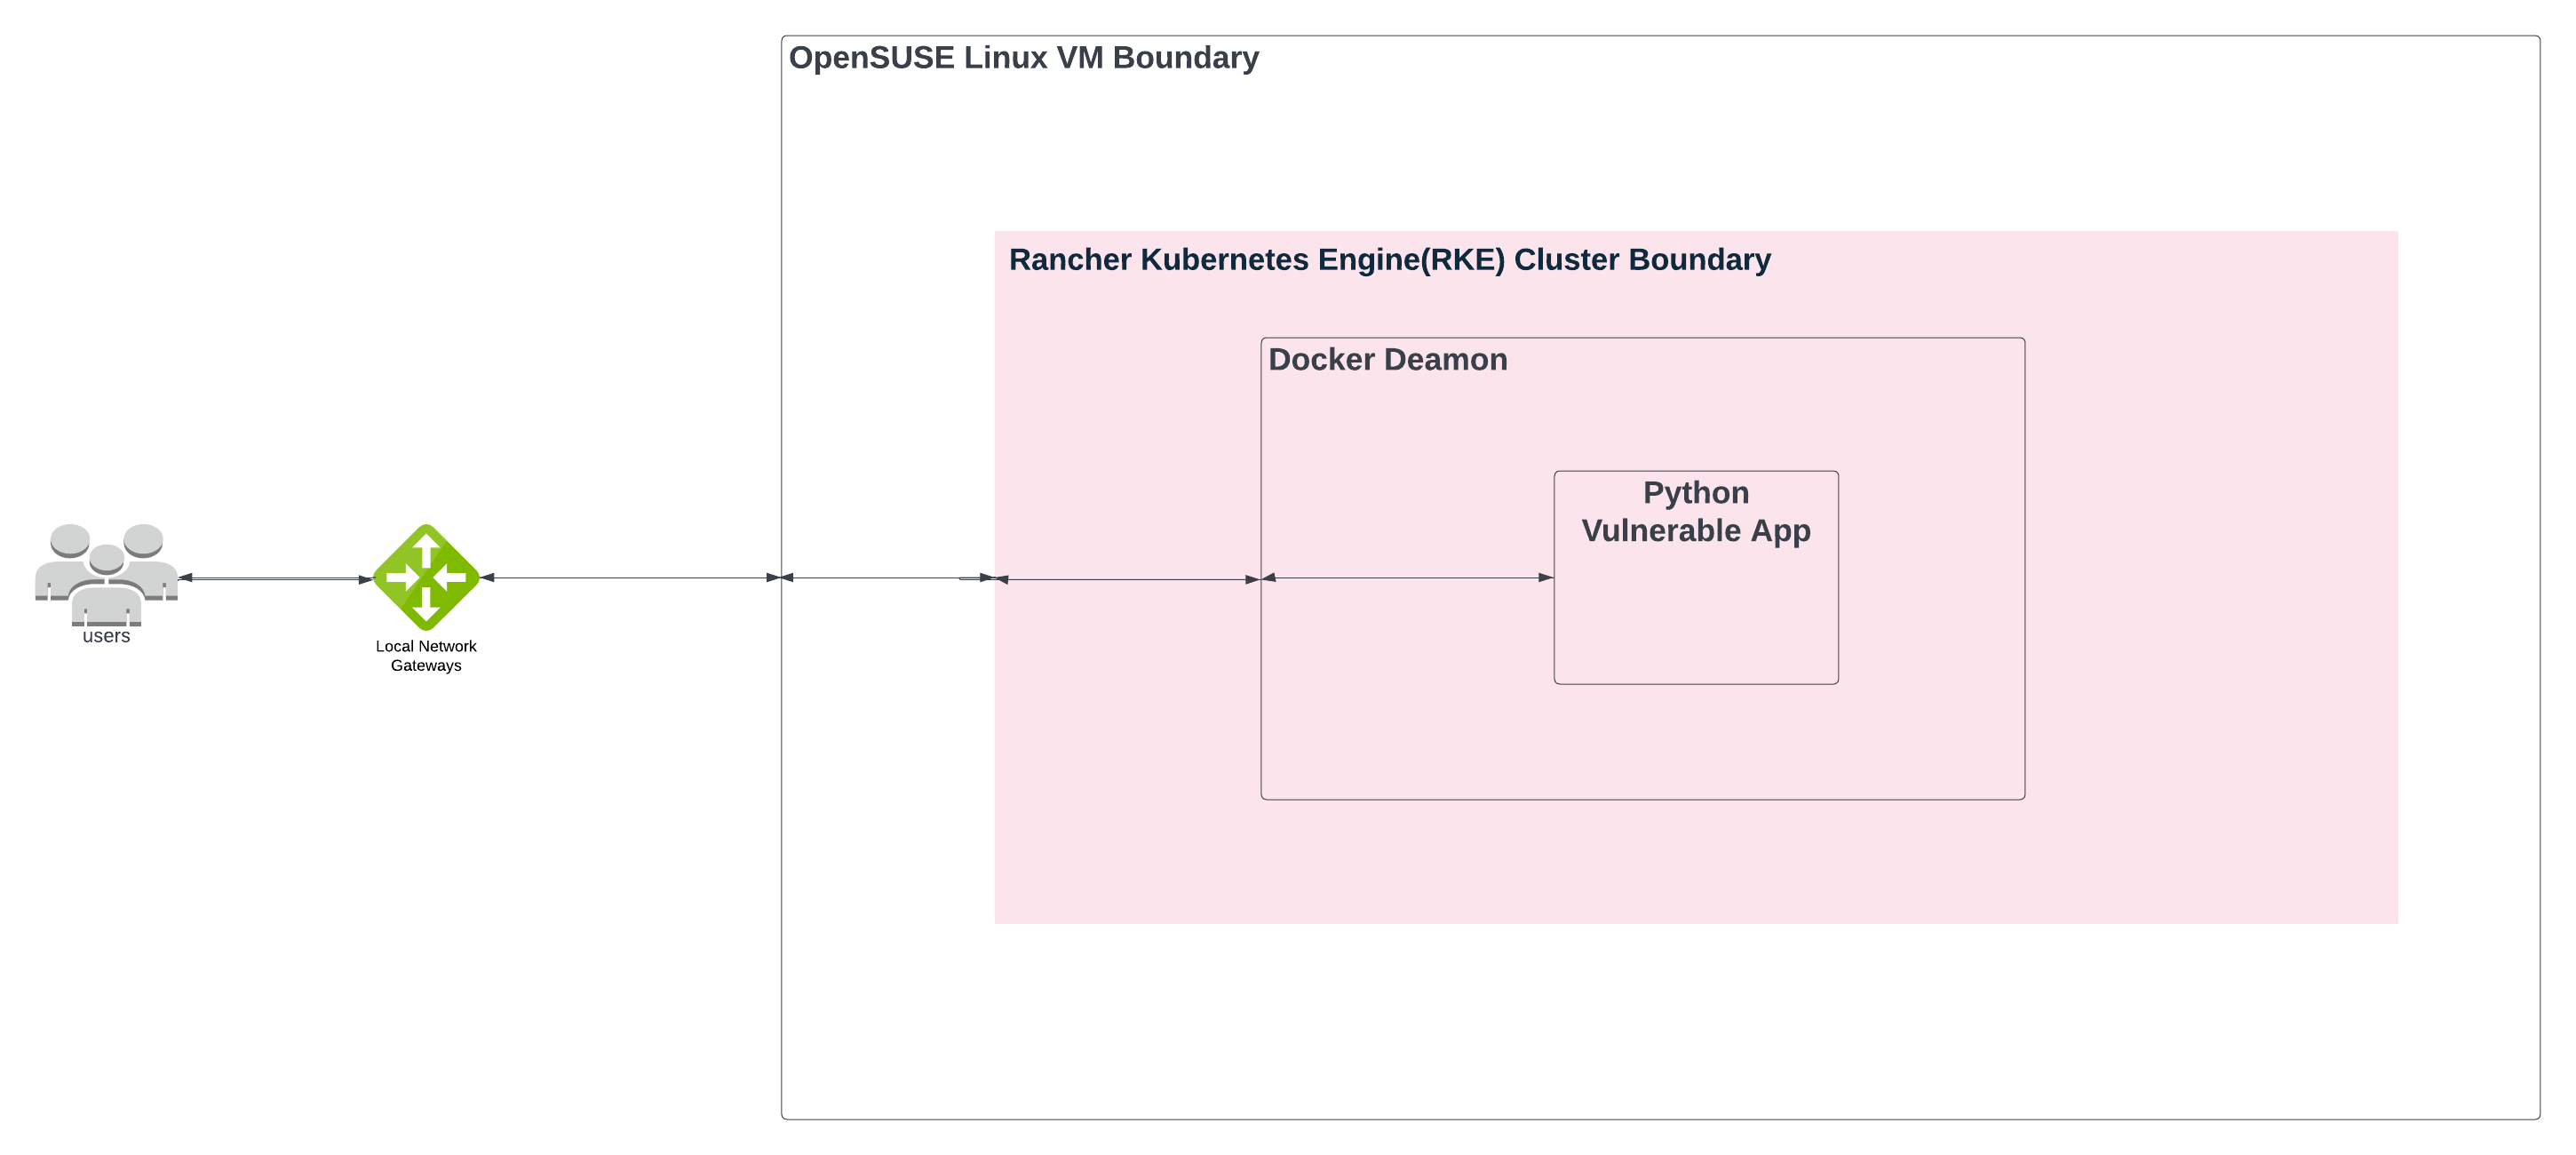 OpenSUSE Linux VM Boundary
Rancher Kubernetes Engine(RKE) Cluster Boundary
Docker Deamon
Python
Vulnerable App
users
Local Network
Gateways